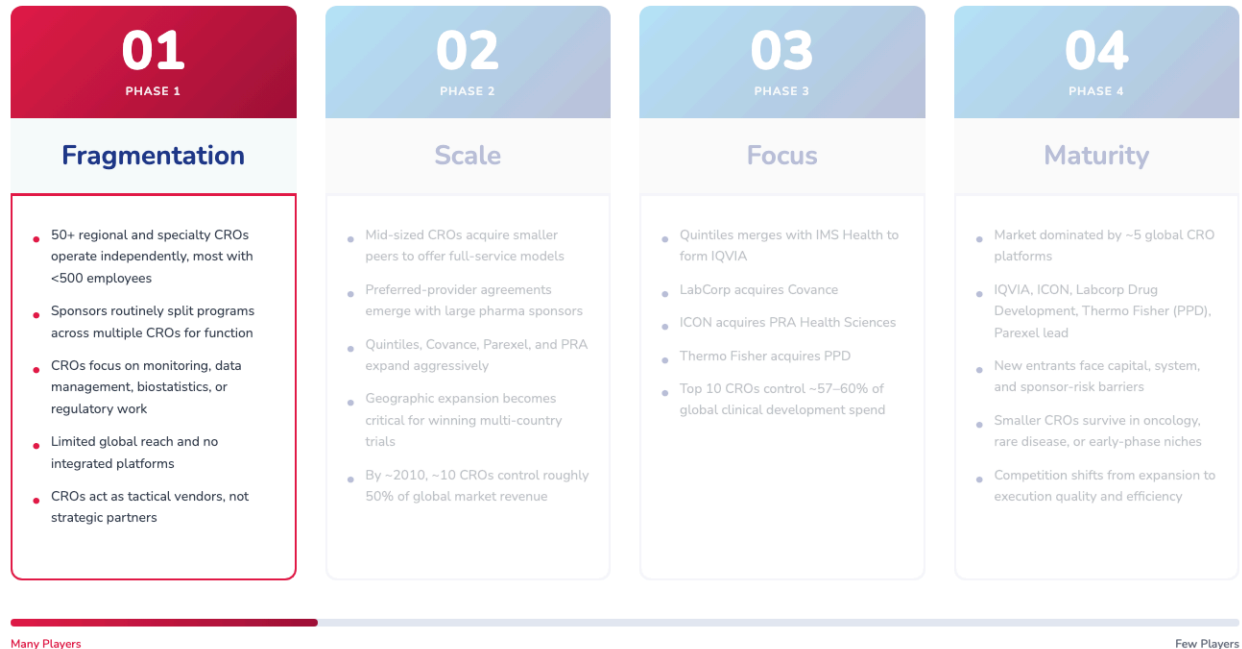 01
PHASE 1
Fragmentation
50+ regional and specialty CROs
operate independently, most with
<500 employees
Sponsors routinely split programs
across multiple CROs for function
CROs focus on monitoring, data
management, biostatistics, or
regulatory work
Limited global reach and no
integrated platforms
CROs act as tactical vendors, not
strategic partners
02
PHASE 2
Scale
Mid-sized CROs acquire smaller
peers to offer full-service models
Preferred-provider agreements
emerge with large pharma sponsors
Quintiles, Covance, Parexel, and PRA
expand aggressively
Geographic expansion becomes
critical for winning multi-country
trials
By ~2010, ~10 CROs control roughly
50% of global market revenue
03
PHASE 3
Focus
Quintiles merges with IMS Health to
form IQVIA
LabCorp acquires Covance
ICON acquires PRA Health Sciences
Thermo Fisher acquires PPD
Top 10 CROs control ~57–60% of
global clinical development spend
04
PHASE 4
Maturity
Market dominated by ~5 global CRO
platforms
IQVIA, ICON, Labcorp Drug
Development, Thermo Fisher (PPD),
Parexel lead
New entrants face capital, system,
and sponsor-risk barriers
Smaller CROs survive in oncology,
rare disease, or early-phase niches
Competition shifts from expansion to
execution quality and efficiency
Many Players
Few Players